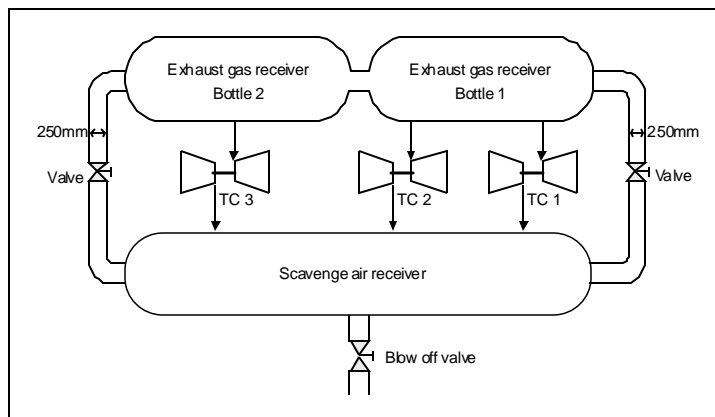 Exhaust gas receiver
Bottle 2
Exhaust gas receiver
Bottle 1
250mm
250mm
Valve
Valve
TC 3
TC 2
TC 1
Scavenge air receiver
Blow off valve